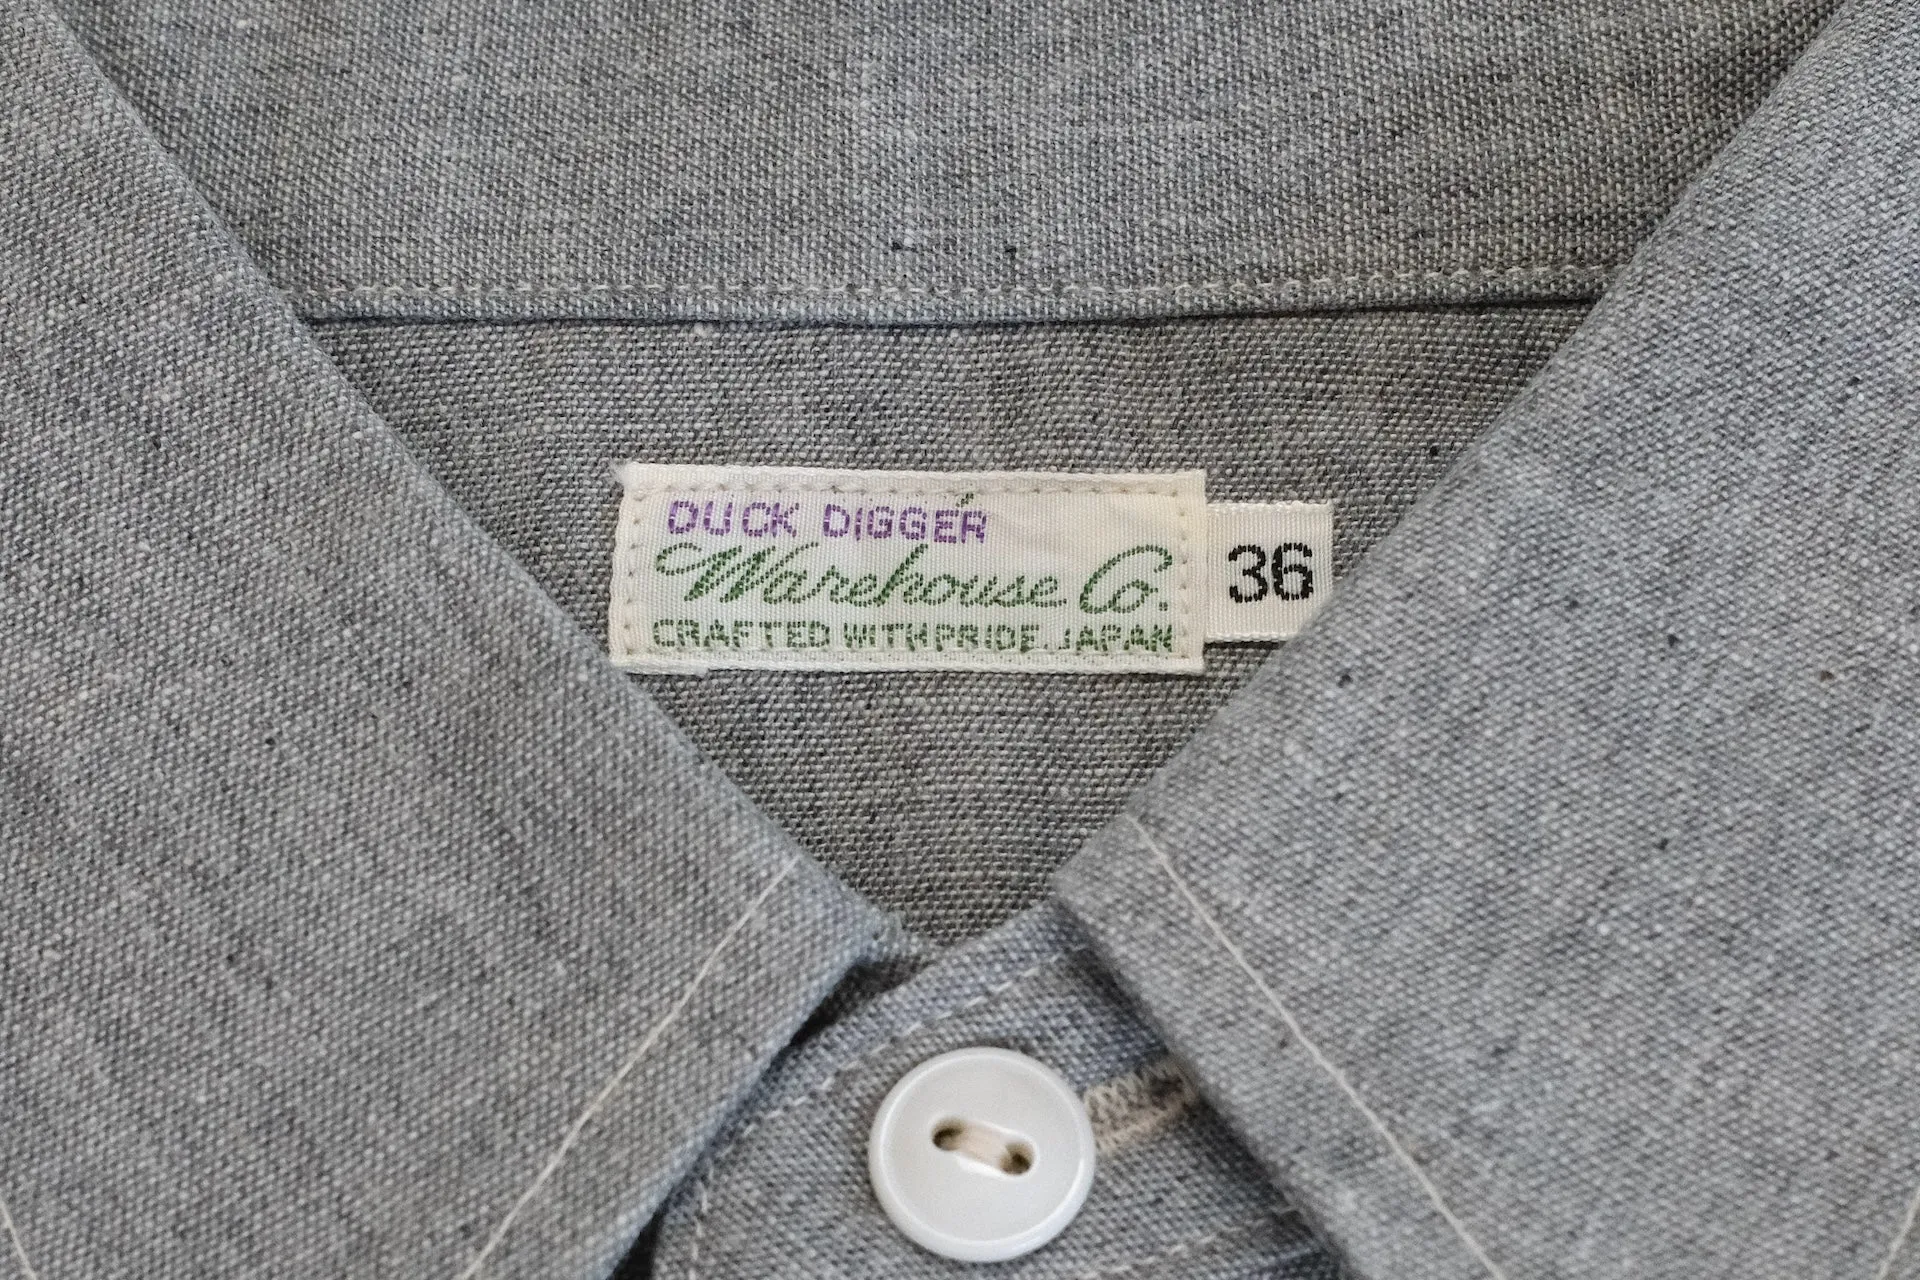 DUCK DIGGER
Warehouse Co.
36
CRAFTED WITH PRIDE. JAPAN